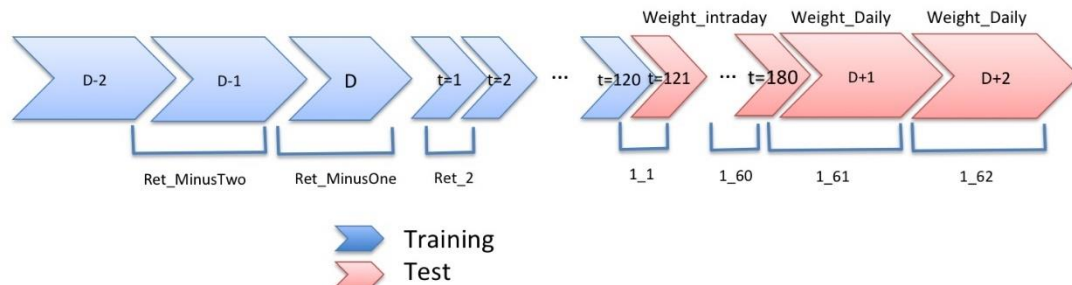 Weight_intraday Weight_Daily Weight_Daily
D-2 D-1 D t=1 t=2 ... t=120 t=121 ... t=180 D+1 D+2
Ret_MinusTwo Ret_MinusOne Ret_2 1_1 1_60 1_61 1_62
Training
Test